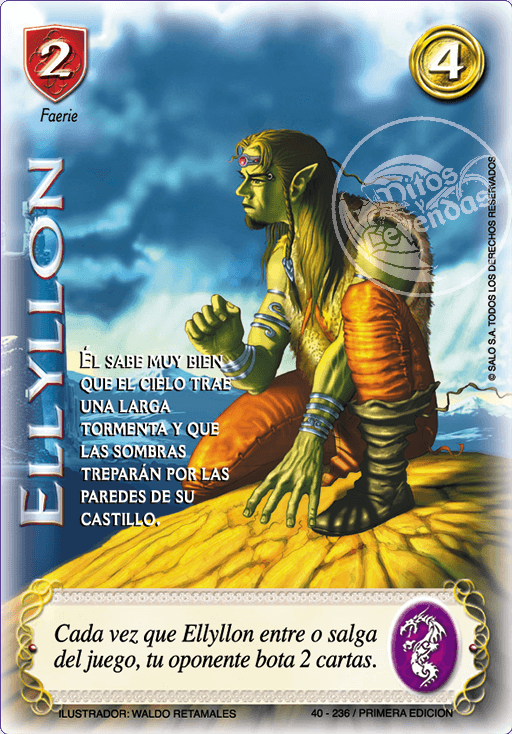 2
4
Faerie
Mitos
y
Leyendas
ELLYLLON
© SALO S.A. TODOS LOS DERECHOS RESERVADOS
ÉL SABE MUY BIEN
QUE EL CIELO TRAE
UNA LARGA
TORMENTA Y QUE
LAS SOMBRAS
TREPARÁN POR LAS
PAREDES DE SU
CASTILLO.
Cada vez que Ellyllon entre o salga
del juego, tu oponente bota 2 cartas.
ILUSTRADOR: WALDO RETAMALES
40 - 236 / PRIMERA EDICIÓN